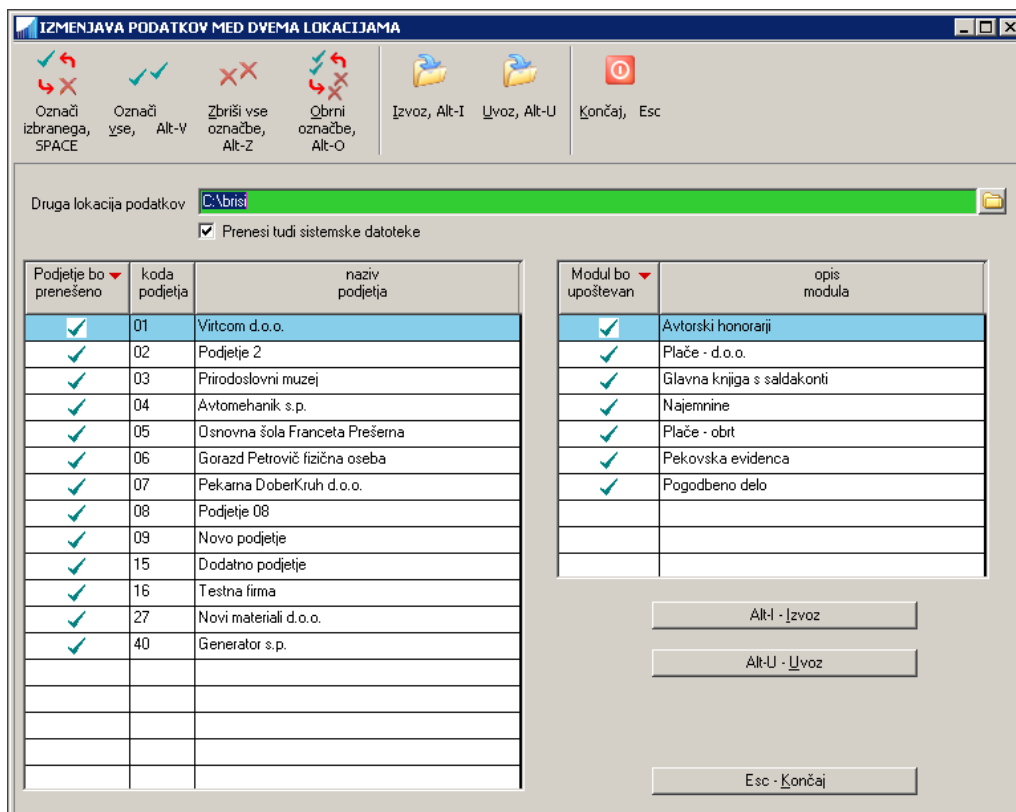 IZMENJAVA PODATKOV MED DVEMA LOKACIJAMA
Označi izbranega, SPACE
Označi vse, Alt-V
Zbriši vse označbe, Alt-Z
Obrni označbe, Alt-O
Izvoz, Alt-I
Uvoz, Alt-U
Končaj, Esc
Druga lokacija podatkov C:\brisi
Prenesi tudi sistemske datoteke
Podjetje bo prenešeno koda podjetja naziv podjetja
01 Virtcom d.o.o.
02 Podjetje 2
03 Prirodoslovni muzej
04 Avtomehanik s.p.
05 Osnovna šola Franceta Prešerna
06 Gorazd Petrovič fizična oseba
07 Pekarna DoberKruh d.o.o.
08 Podjetje 08
09 Novo podjetje
15 Dodatno podjetje
16 Testna firma
27 Novi materiali d.o.o.
40 Generator s.p.
Modul bo upoštevan opis modula
Avtorski honorarji
Plače - d.o.o.
Glavna knjiga s saldakonti
Najemnine
Plače - obrt
Pekovska evidenca
Pogodbeno delo
Alt-I - Izvoz
Alt-U - Uvoz
Esc - Končaj